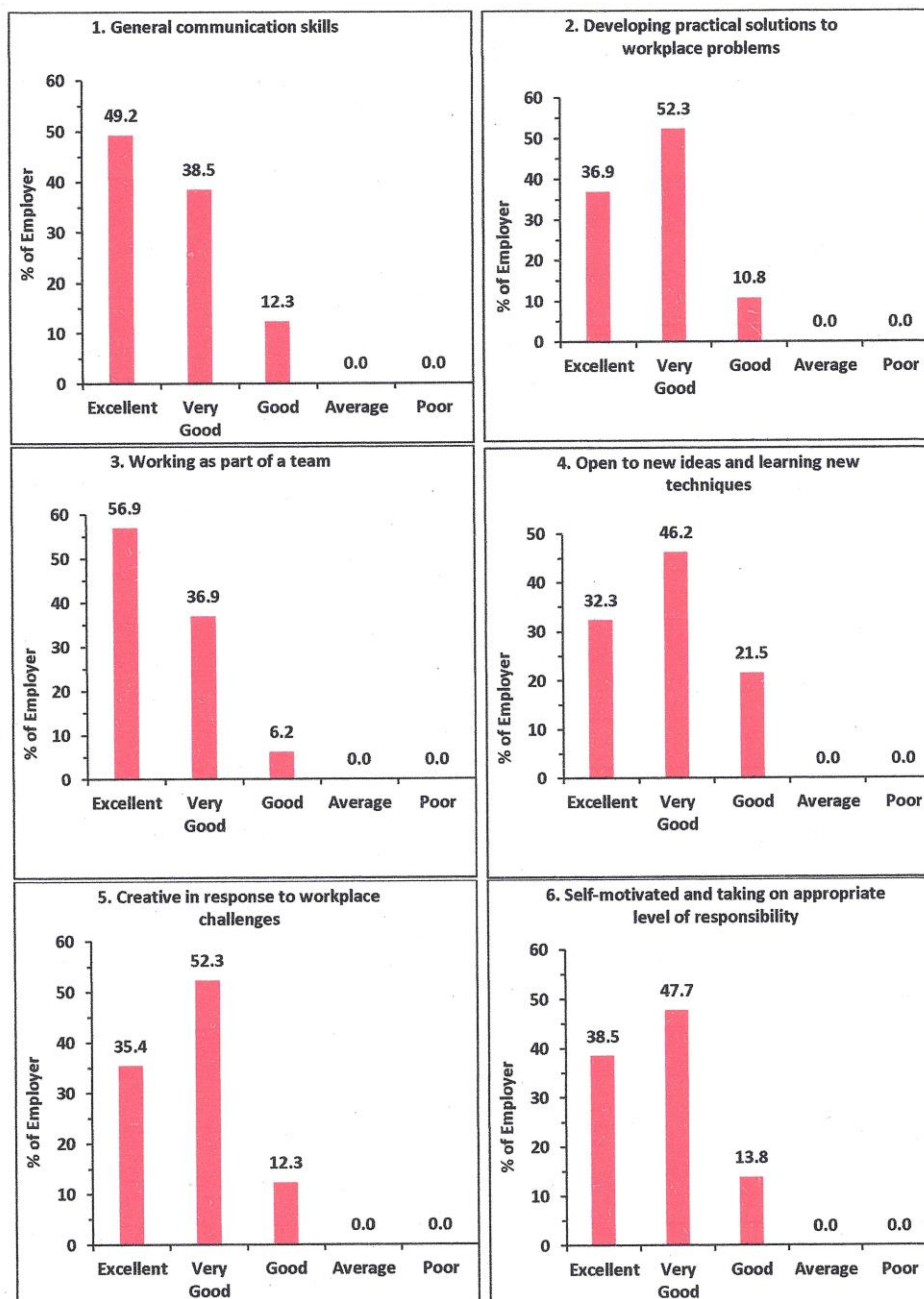 1. General communication skills
% of Employer
60
50
40
30
20
10
0
49.2
38.5
12.3
0.0
0.0
Excellent
Very
Good
Good
Average
Poor
2. Developing practical solutions to
workplace problems
% of Employer
60
50
40
30
20
10
0
36.9
52.3
10.8
0.0
0.0
Excellent
Very
Good
Good
Average
Poor
3. Working as part of a team
% of Employer
60
50
40
30
20
10
0
56.9
36.9
6.2
0.0
0.0
Excellent
Very
Good
Good
Average
Poor
4. Open to new ideas and learning new
techniques
% of Employer
50
40
30
20
10
0
32.3
46.2
21.5
0.0
0.0
Excellent
Very
Good
Good
Average
Poor
5. Creative in response to workplace
challenges
% of Employer
60
50
40
30
20
10
0
35.4
52.3
12.3
0.0
0.0
Excellent
Very
Good
Good
Average
Poor
6. Self-motivated and taking on appropriate
level of responsibility
% of Employer
60
50
40
30
20
10
0
38.5
47.7
13.8
0.0
0.0
Excellent
Very
Good
Good
Average
Poor